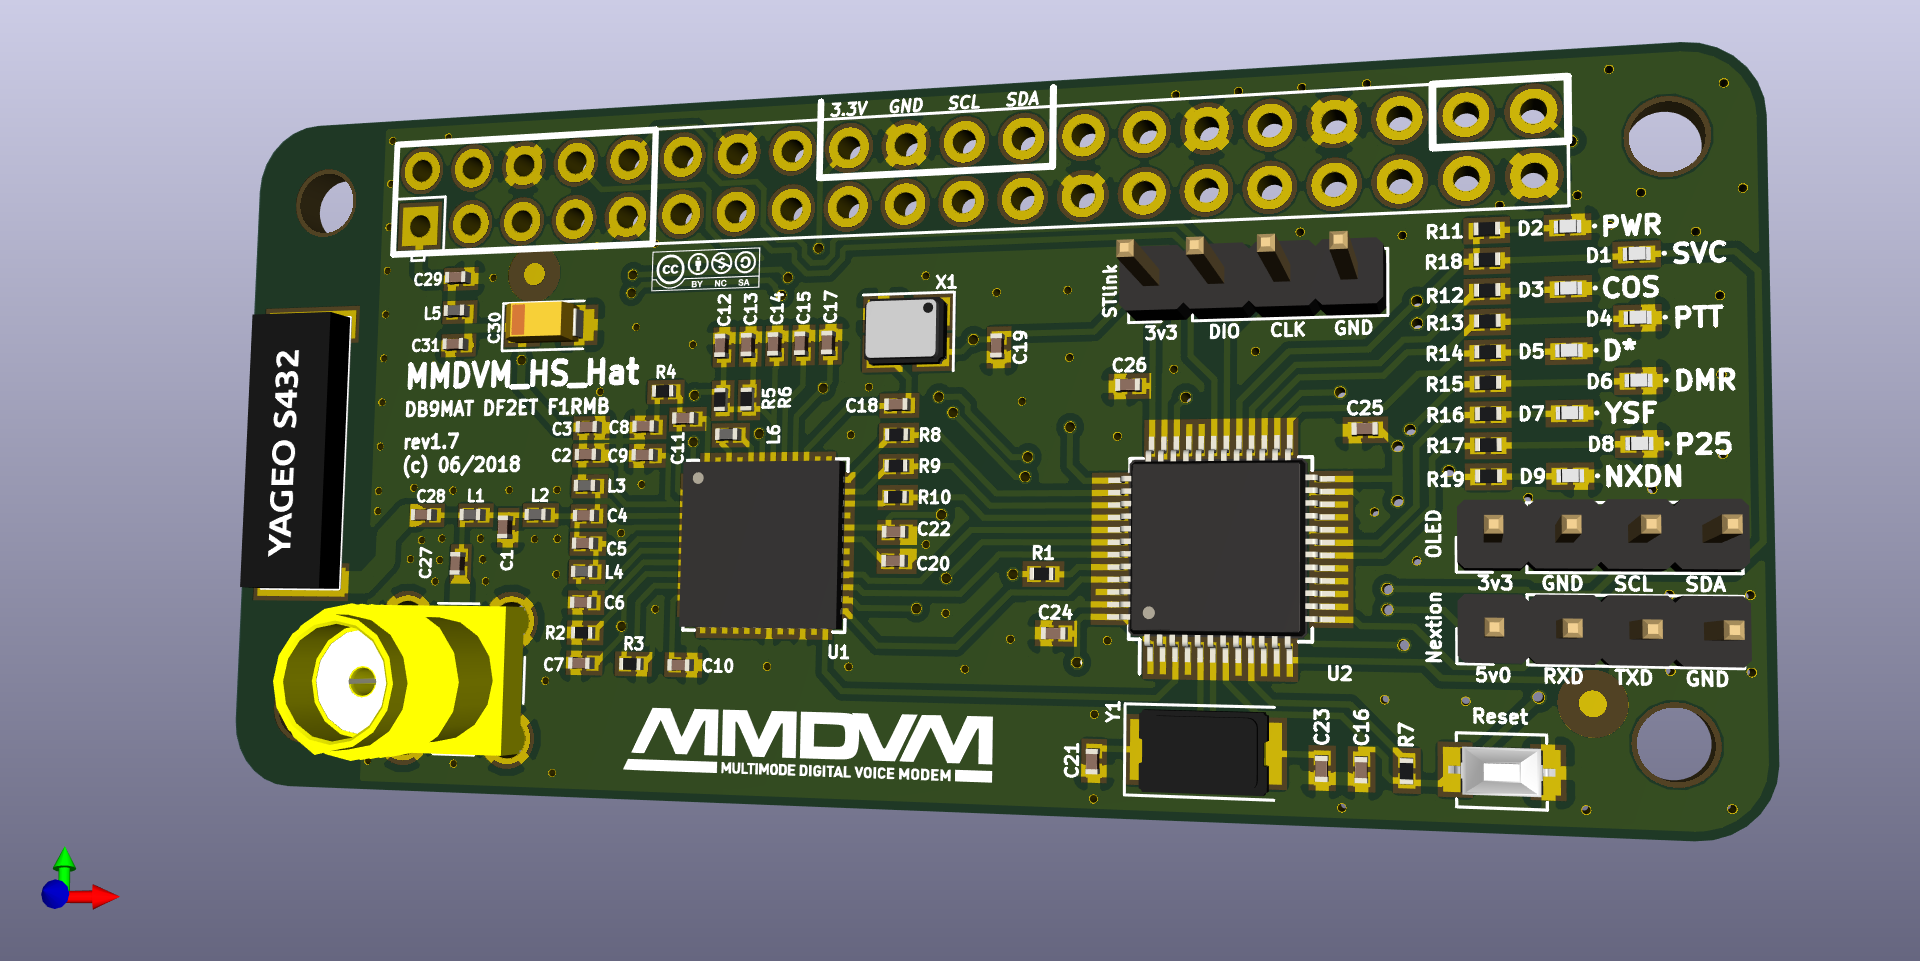 3.3V GND SCL SDA
R11 D2 PWR
D1 SVC
R18
R12 D3 COS
R13 D4 PTT
R14 D5 D*
R15 D6 DMR
R16 D7 YSF
R17 D8 P25
R19 D9 NXDN
CC BY NC SA
C29
L5
C31
C30
C12 C13 C14 C15 C17
X1
C19
STlink
3v3 DIO CLK GND
MMDVM_HS_Hat
DB9MAT DF2ET F1RMB
rev1.7
(c) 06/2018
YAGEO S432
R4
R5
R6
C3 C8
C2 C9
C11
L6
C18
R8
R9
R10
C22
C20
C26
C25
L3
C4
C5
L4
C6
R2
C7
R3
C10
C28 L1 L2
C27
C1
U1
R1
C24
U2
OLED
3v3 GND SCL SDA
Nextion
5v0 RXD TXD GND
Reset
Y1
C21
C23
C16
R7
MMDVM
MULTIMODE DIGITAL VOICE MODEM